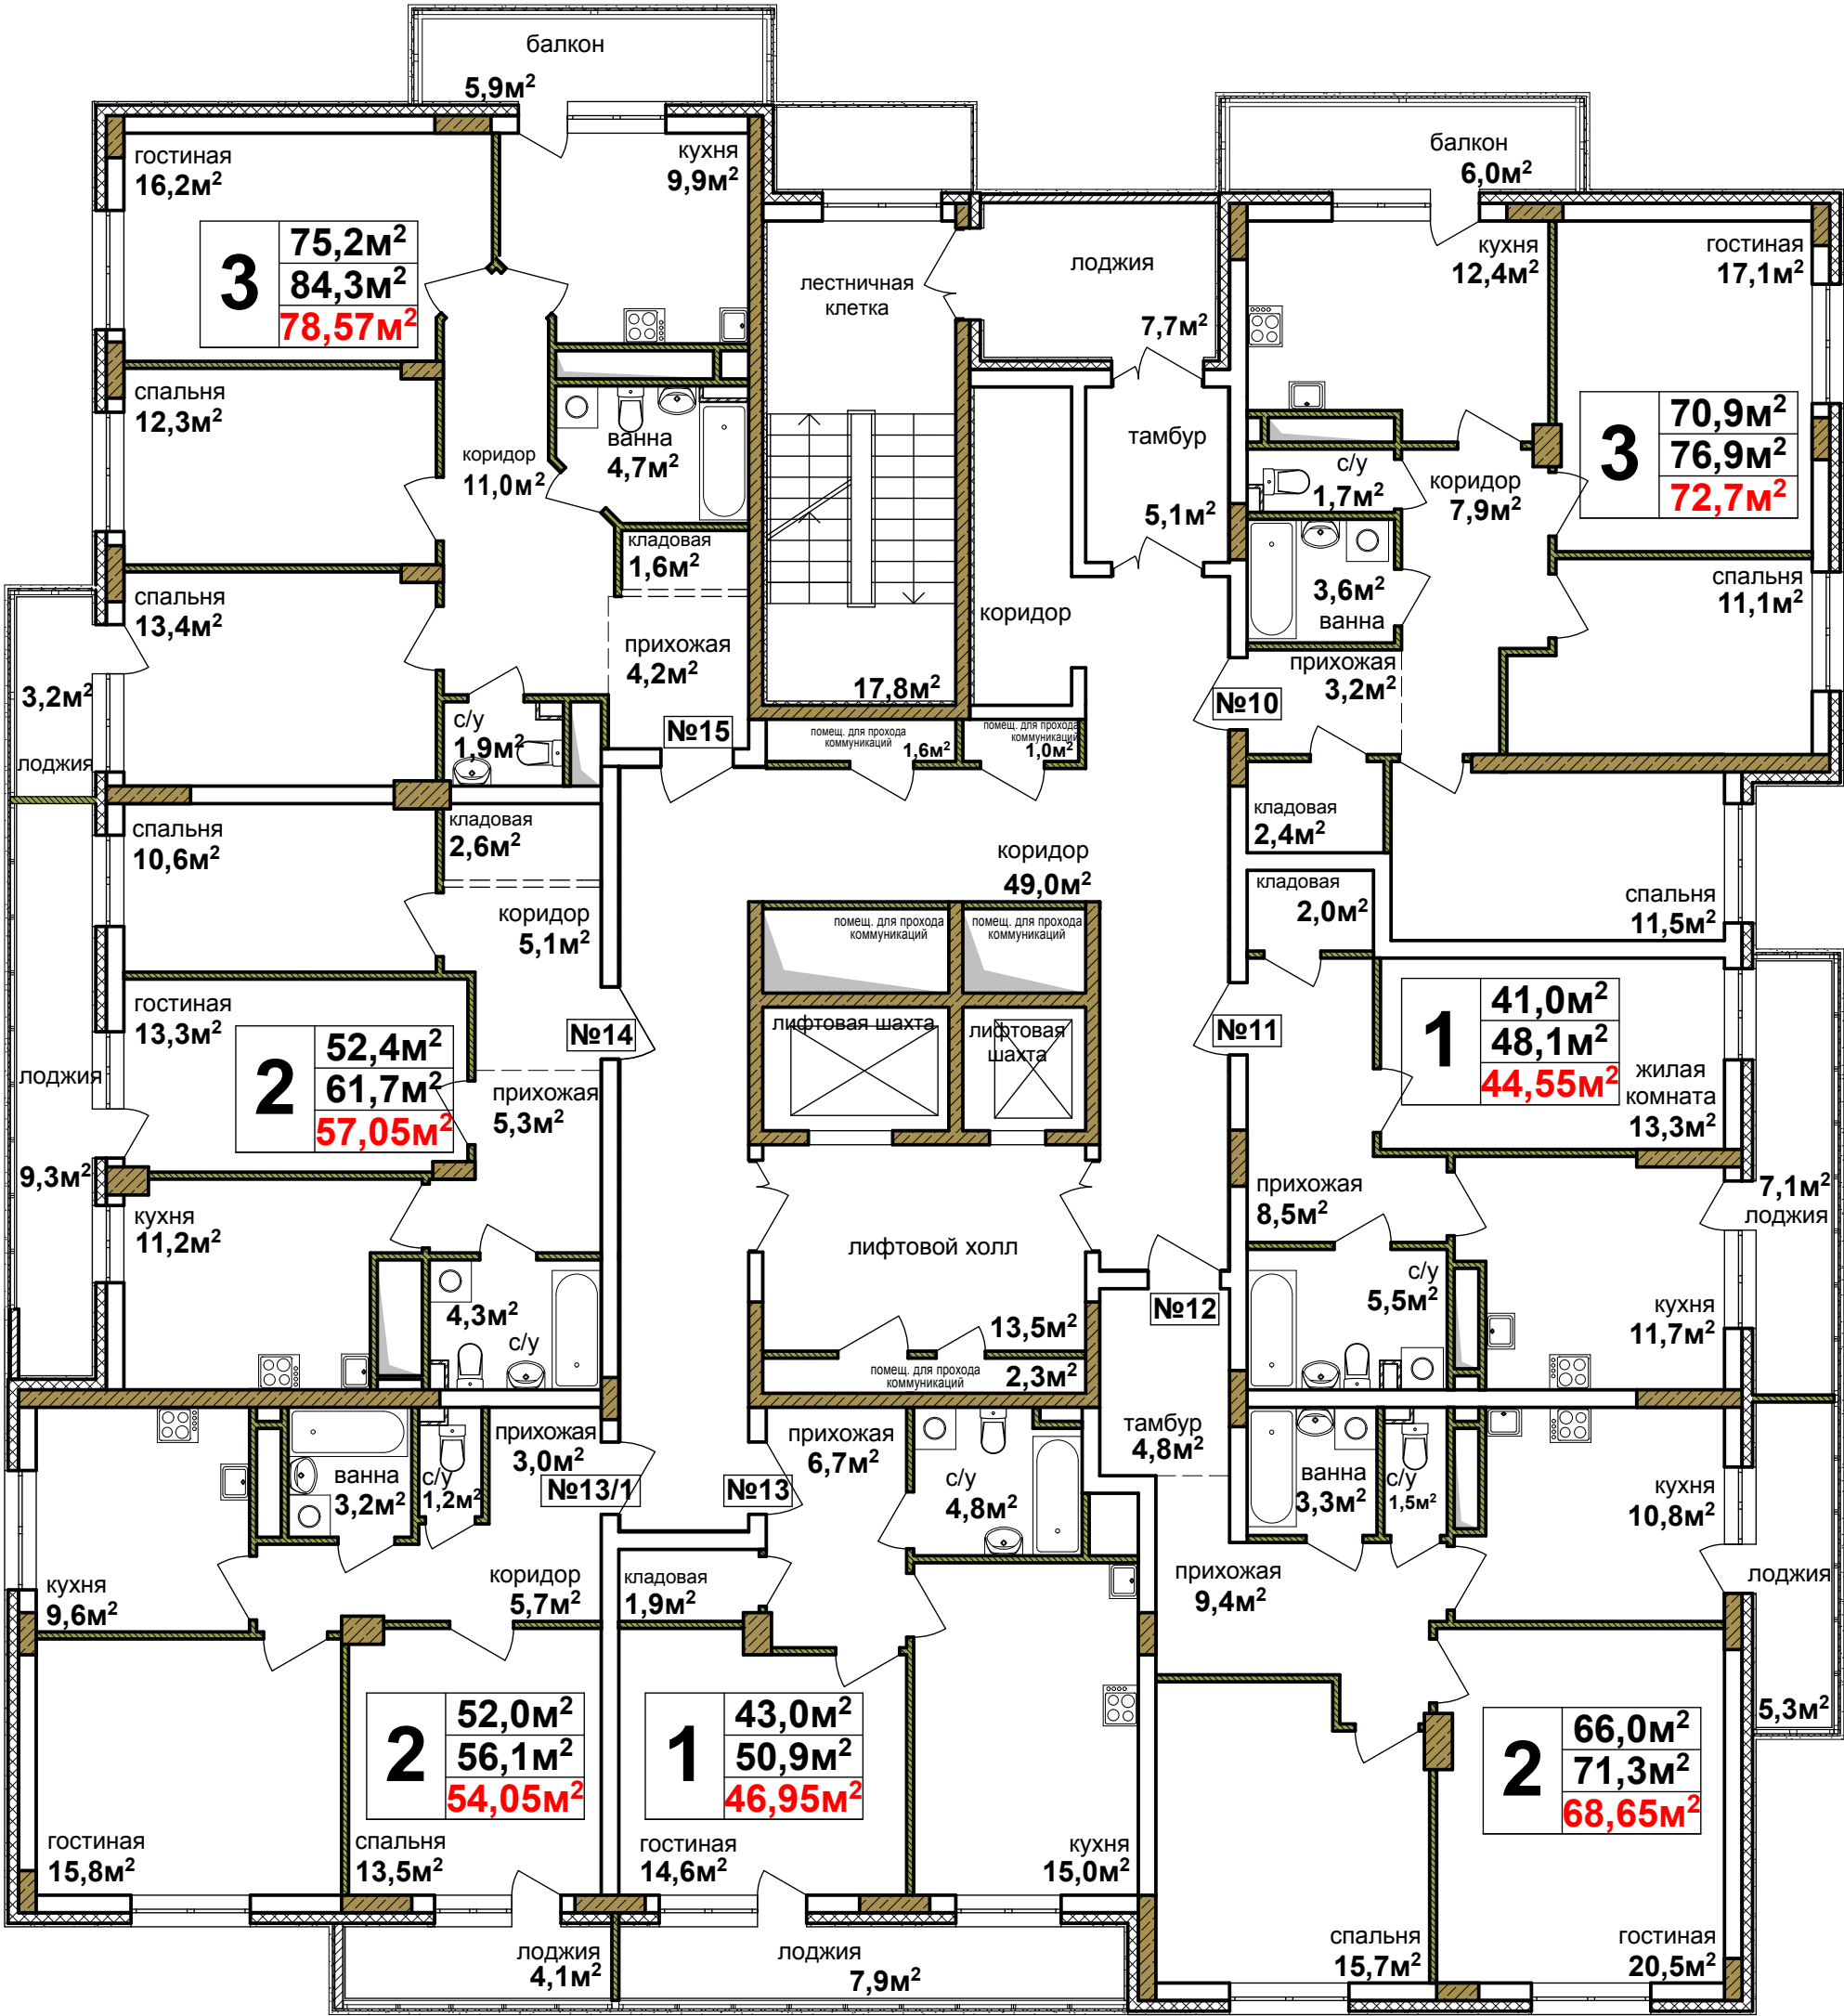 балкон
5,9м²
гостиная
16,2м²
кухня
9,9м²
3
75,2м²
84,3м²
78,57м²
спальня
12,3м²
коридор
11,0м²
ванна
4,7м²
кладовая
1,6м²
спальня
13,4м²
прихожая
4,2м²
3,2м²
лоджия
с/у
1,9м²
№15
лестничная
клетка
17,8м²
лоджия
7,7м²
тамбур
5,1м²
коридор
помещ. для прохода
коммуникаций
1,6м²
помещ. для прохода
коммуникаций
1,0м²
балкон
6,0м²
кухня
12,4м²
гостиная
17,1м²
3
70,9м²
76,9м²
72,7м²
с/у
1,7м²
коридор
7,9м²
3,6м²
ванна
спальня
11,1м²
прихожая
3,2м²
№10
кладовая
2,4м²
спальня
11,5м²
коридор
49,0м²
спальня
10,6м²
кладовая
2,6м²
коридор
5,1м²
гостиная
13,3м²
2
52,4м²
61,7м²
57,05м²
№14
лоджия
9,3м²
прихожая
5,3м²
кухня
11,2м²
4,3м²
с/у
помещ. для прохода
коммуникаций
помещ. для прохода
коммуникаций
лифтовая шахта
лифтовая
шахта
лифтовой холл
13,5м²
помещ. для прохода
коммуникаций
2,3м²
кладовая
2,0м²
№11
1
41,0м²
48,1м²
44,55м²
жилая
комната
13,3м²
прихожая
8,5м²
7,1м²
лоджия
с/у
5,5м²
кухня
11,7м²
№12
тамбур
4,8м²
прихожая
3,0м²
№13/1
ванна
3,2м²
с/у
1,2м²
кухня
9,6м²
коридор
5,7м²
2
52,0м²
56,1м²
54,05м²
гостиная
15,8м²
спальня
13,5м²
лоджия
4,1м²
№13
прихожая
6,7м²
с/у
4,8м²
кладовая
1,9м²
1
43,0м²
50,9м²
46,95м²
гостиная
14,6м²
кухня
15,0м²
лоджия
7,9м²
ванна
3,3м²
с/у
1,5м²
кухня
10,8м²
прихожая
9,4м²
лоджия
5,3м²
2
66,0м²
71,3м²
68,65м²
спальня
15,7м²
гостиная
20,5м²